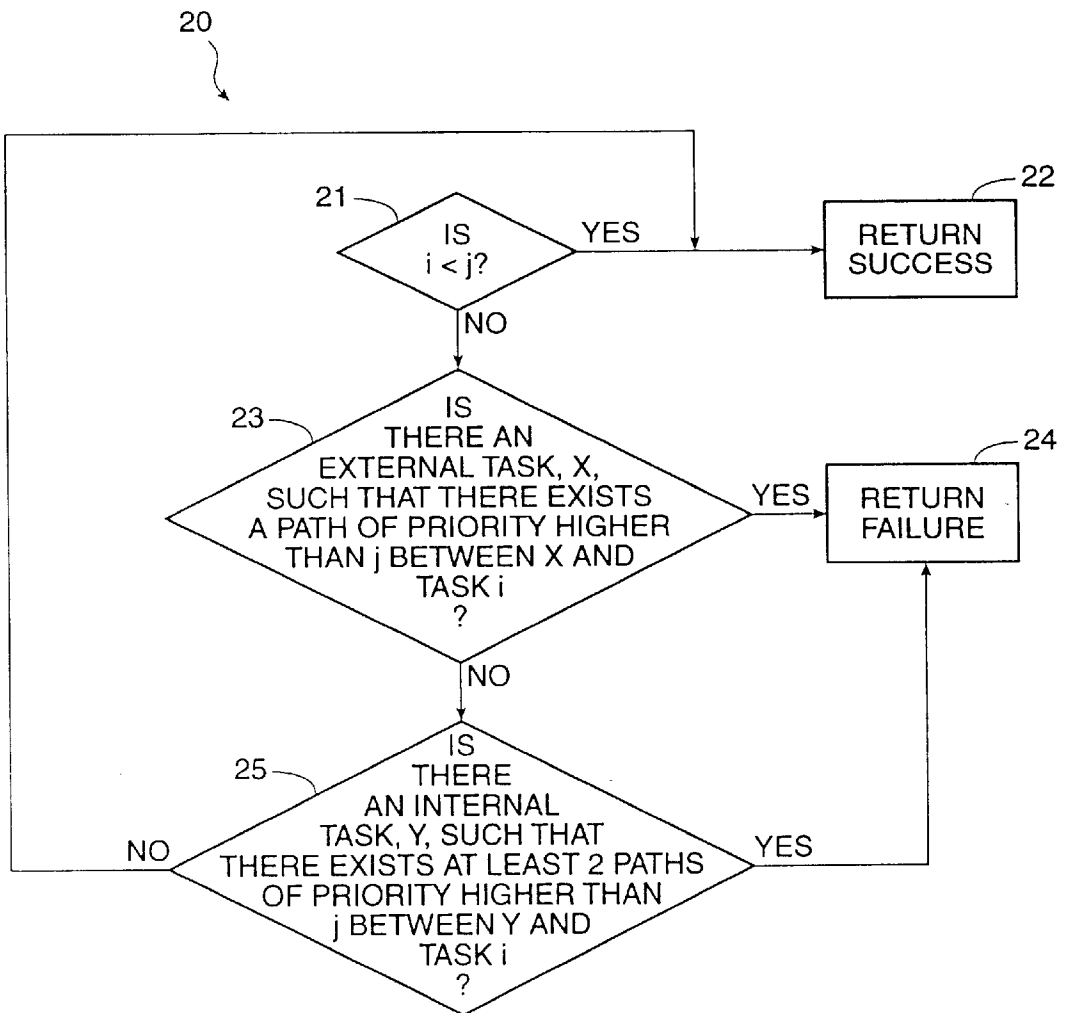 20
21
IS
i < j?
YES
22
RETURN
SUCCESS
NO
23
IS
THERE AN
EXTERNAL TASK, X,
SUCH THAT THERE EXISTS
A PATH OF PRIORITY HIGHER
THAN j BETWEEN X AND
TASK i
?
YES
24
RETURN
FAILURE
NO
25
IS
THERE
AN INTERNAL
TASK, Y, SUCH THAT
THERE EXISTS AT LEAST 2 PATHS
OF PRIORITY HIGHER THAN
j BETWEEN Y AND
TASK i
?
NO
YES